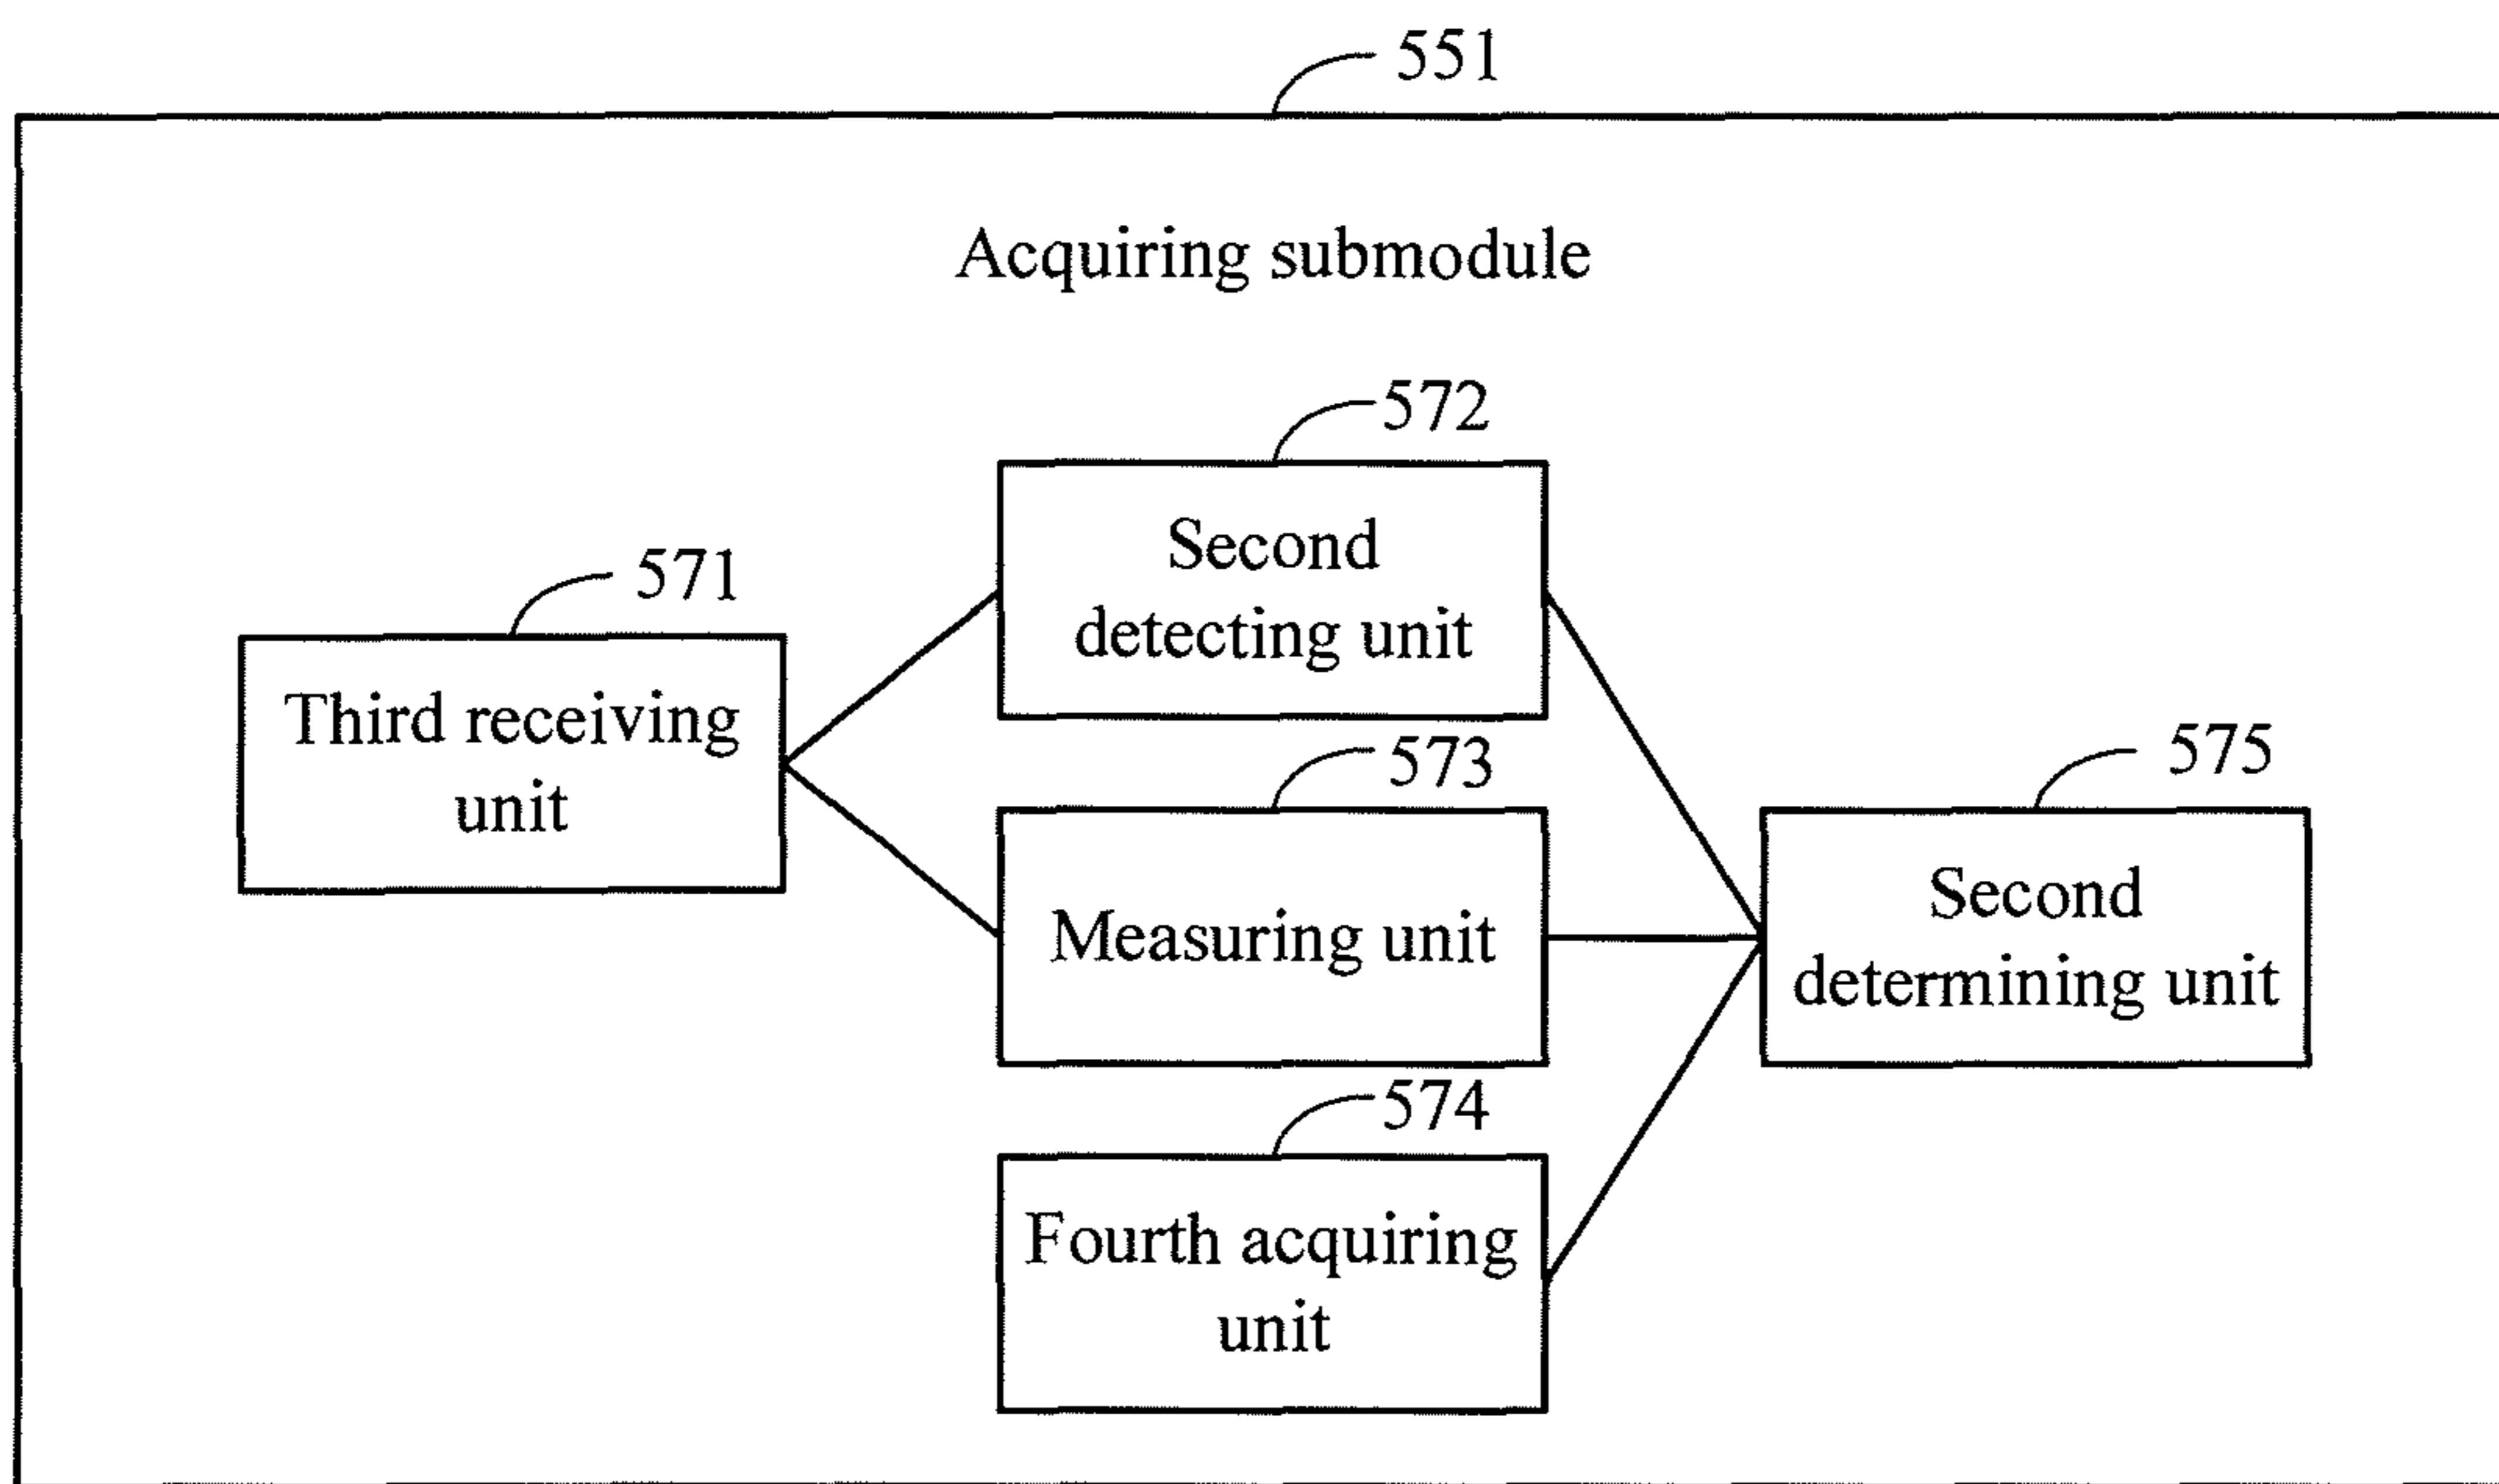 551
Acquiring submodule
572
Second
detecting unit
571
Third receiving
unit
573
Measuring unit
575
Second
determining unit
574
Fourth acquiring
unit